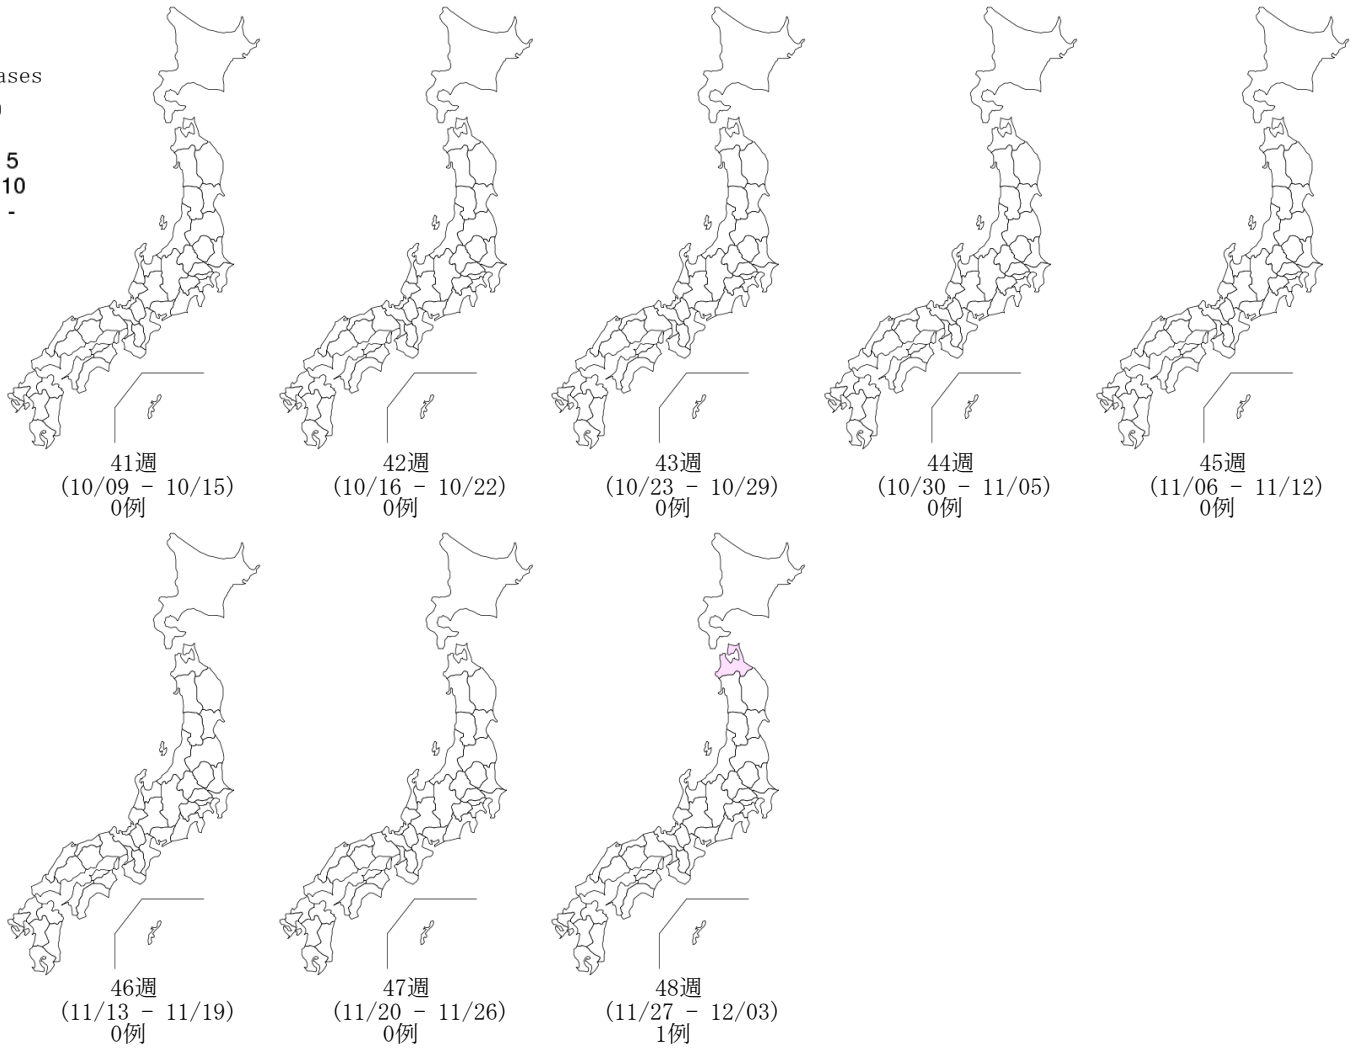 5
10
-
41週
(10/09 - 10/15)
0例
42週
(10/16 - 10/22)
0例
43週
(10/23 - 10/29)
0例
44週
(10/30 - 11/05)
0例
45週
(11/06 - 11/12)
0例
46週
(11/13 - 11/19)
0例
47週
(11/20 - 11/26)
0例
48週
(11/27 - 12/03)
1例